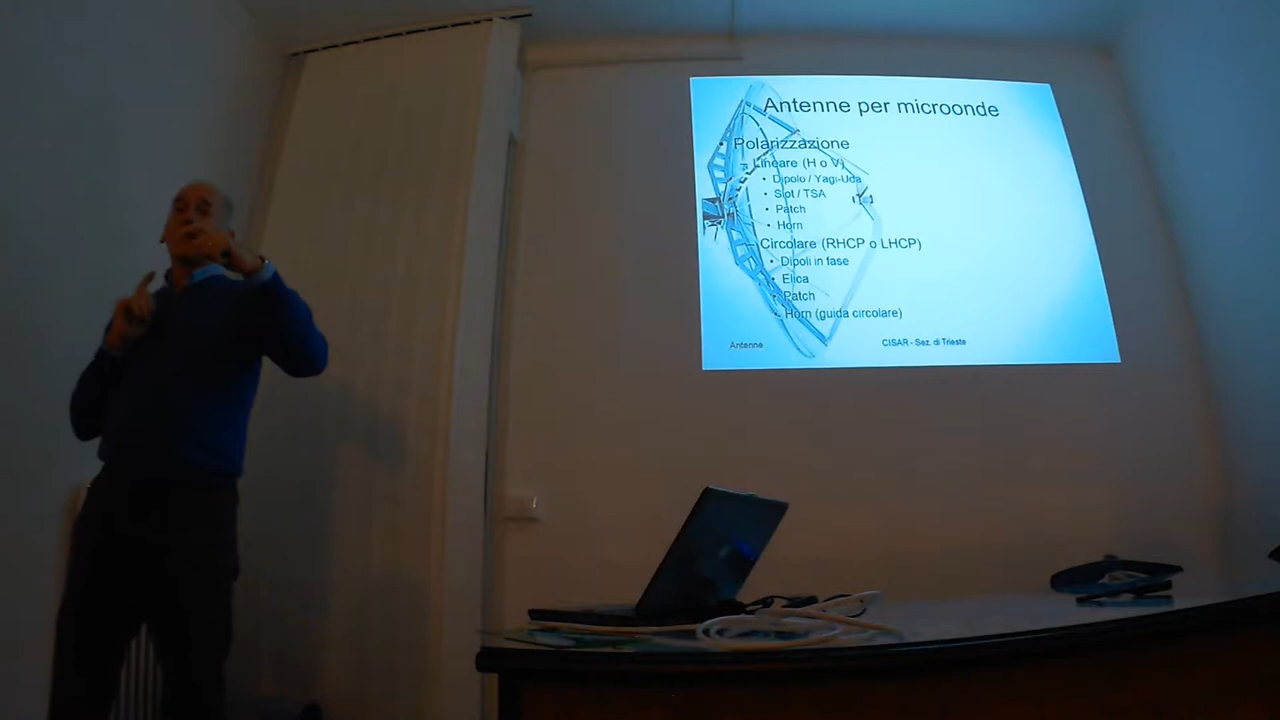 Antenne per microonde
• Polarizzazione
– Lineare (H o V)
• Dipolo / Yagi-Uda
• Slot / TSA
• Patch
• Horn
– Circolare (RHCP o LHCP)
• Dipoli in fase
• Elica
• Patch
• Horn (guida circolare)
Antenne
CISAR - Sez. di Trieste